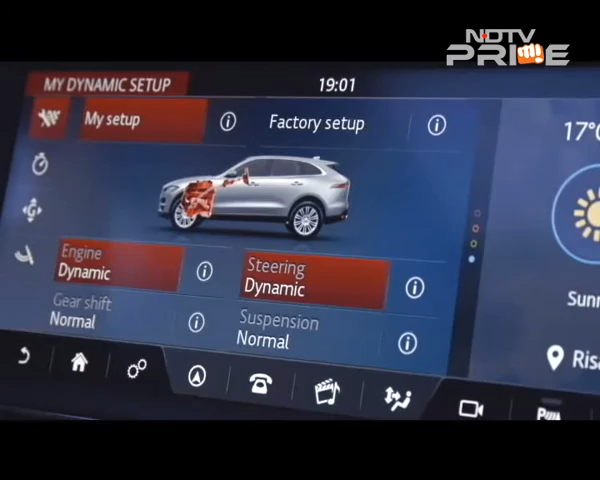 NDTV
PRIME
MY DYNAMIC SETUP
19:01
My setup
Factory setup
17°
Engine
Dynamic
Steering
Dynamic
Gear shift
Normal
Suspension
Normal
Sunn
Ris